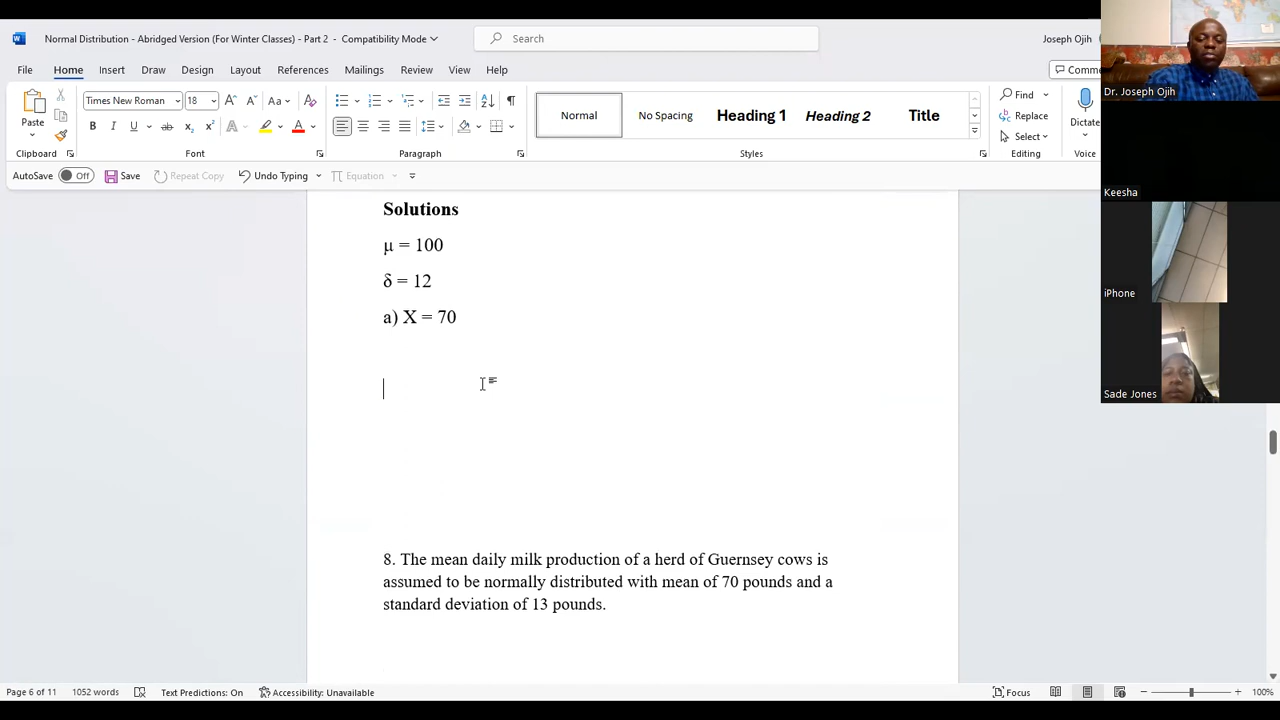 Normal Distribution - Abridged Version (For Winter Classes) - Part 2 - Compatibility Mode
Search
Joseph Ojih
File Home Insert Draw Design Layout References Mailings Review View Help
Comme
Paste
Times New Roman 18
Find
Replace
Select
Dictate
Normal
No Spacing
Heading 1
Heading 2
Title
Clipboard
Font
Paragraph
Styles
Editing
Voice
AutoSave Off Save Repeat Copy Undo Typing Equation
Solutions
μ = 100
δ = 12
a) X = 70
8. The mean daily milk production of a herd of Guernsey cows is
assumed to be normally distributed with mean of 70 pounds and a
standard deviation of 13 pounds.
Dr. Joseph Ojih
Keesha
iPhone
Sade Jones
Page 6 of 11 1052 words Text Predictions: On Accessibility: Unavailable Focus 100%